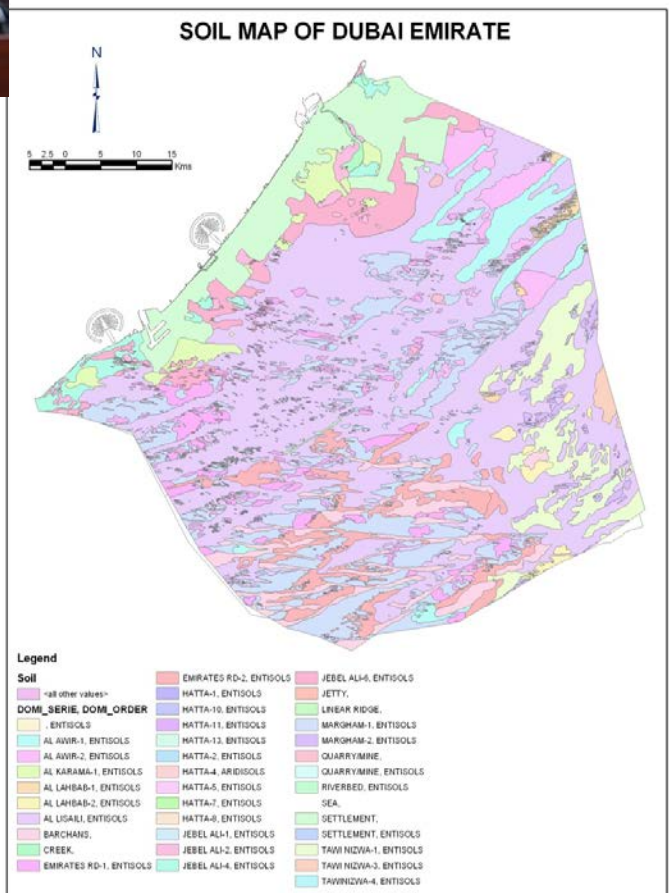 SOIL MAP OF DUBAI EMIRATE
N
5 2.5 0 5 10 15
Kms
Legend
Soil
<all other values>
DOMI_SERIE, DOMI_ORDER
, ENTISOLS
AL AWIR-1, ENTISOLS
AL AWIR-2, ENTISOLS
AL KARAMA-1, ENTISOLS
AL LAHBAB-1, ENTISOLS
AL LAHBAB-2, ENTISOLS
AL LISAILI, ENTISOLS
BARCHANS,
CREEK,
EMIRATES RD-1, ENTISOLS
EMIRATES RD-2, ENTISOLS
HATTA-1, ENTISOLS
HATTA-10, ENTISOLS
HATTA-11, ENTISOLS
HATTA-13, ENTISOLS
HATTA-2, ENTISOLS
HATTA-4, ARIDISOLS
HATTA-5, ENTISOLS
HATTA-7, ENTISOLS
HATTA-8, ENTISOLS
JEBEL ALI-1, ENTISOLS
JEBEL ALI-2, ENTISOLS
JEBEL ALI-4, ENTISOLS
JEBEL ALI-6, ENTISOLS
JETTY,
LINEAR RIDGE,
MARGHAM-1, ENTISOLS
MARGHAM-2, ENTISOLS
QUARRY/MINE,
QUARRY/MINE, ENTISOLS
RIVERBED, ENTISOLS
SEA,
SETTLEMENT,
SETTLEMENT, ENTISOLS
TAWI NIZWA-1, ENTISOLS
TAWI NIZWA-3, ENTISOLS
TAWINIZWA-4, ENTISOLS